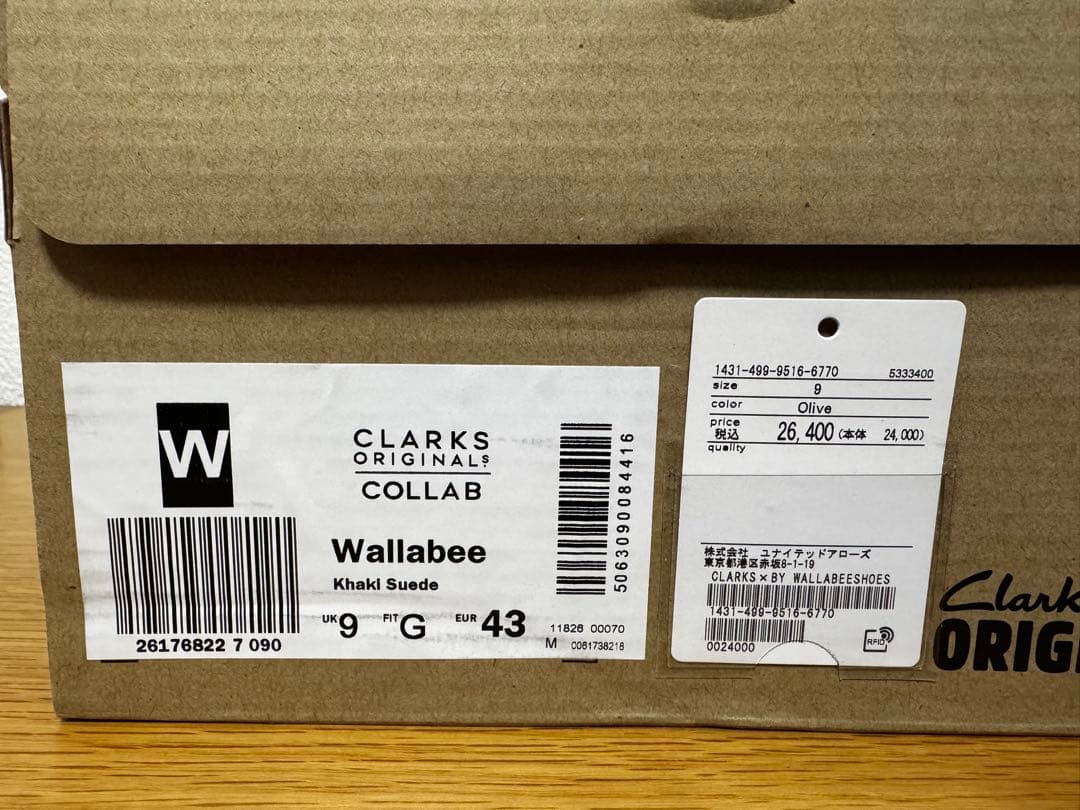 W
CLARKS
ORIGINALS.
COLLAB
Wallabee
Khaki Suede
UK 9 FIT G EUR 43
26176822 7 090
5063090084416
11826 00070
M 0061738216
1431-499-9516-6770 5333400
size 9
color Olive
price
税込 26,400 (本体 24,000)
quality
株式会社 ユナイテッドアローズ
東京都港区赤坂8-1-19
CLARKS×BY WALLABEESHOES
1431-499-9516-6770
0024000
RFID
Clark
ORIGI